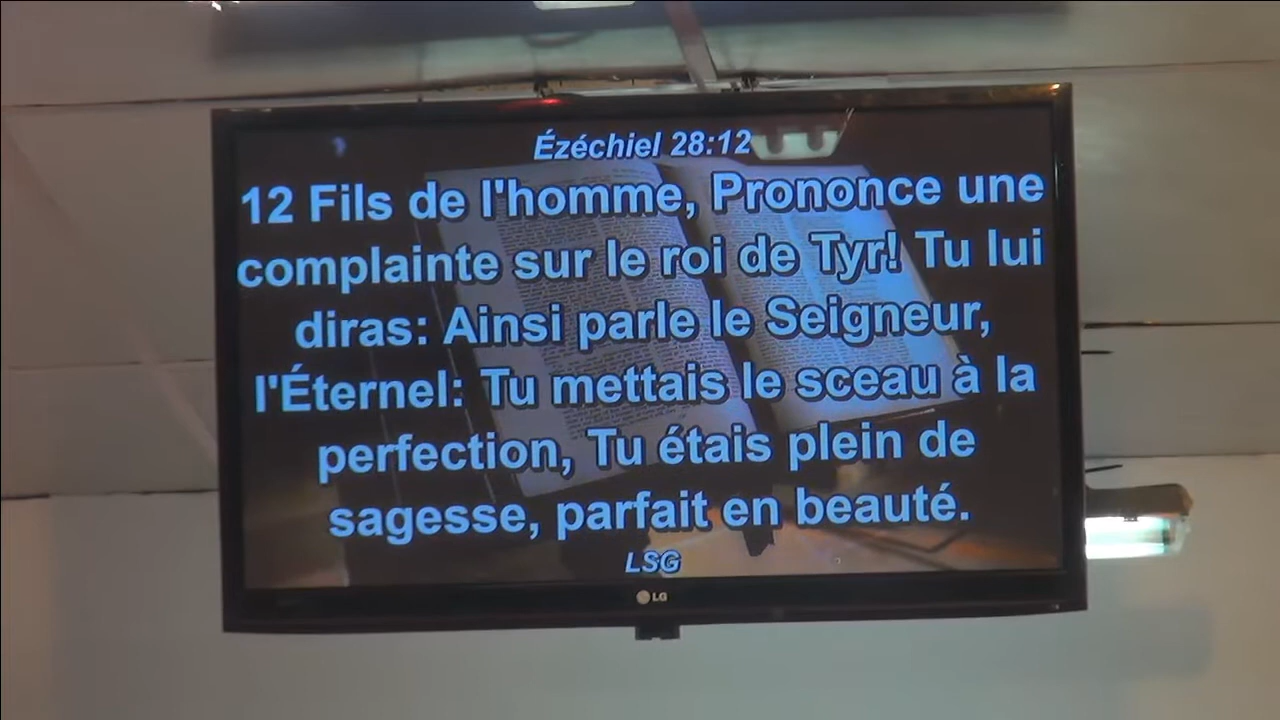 Ézéchiel 28:12
12 Fils de l'homme, Prononce une
complainte sur le roi de Tyr! Tu lui
diras: Ainsi parle le Seigneur,
l'Éternel: Tu mettais le sceau à la
perfection, Tu étais plein de
sagesse, parfait en beauté.
LSG
LG